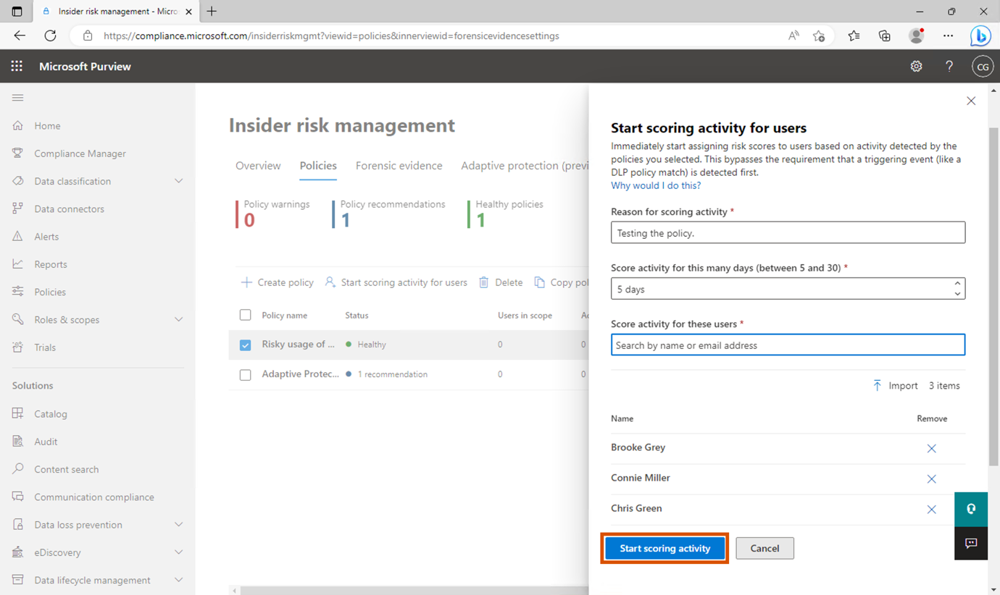 Insider risk management - Micro
https://compliance.microsoft.com/insiderriskmgmt?viewid=policies&innerviewid=forensicevidencesettings
Microsoft Purview
CG
Home
Compliance Manager
Data classification
Data connectors
Alerts
Reports
Policies
Roles & scopes
Trials
Solutions
Catalog
Audit
Content search
Communication compliance
Data loss prevention
eDiscovery
Data lifecycle management
Insider risk management
Overview Policies Forensic evidence Adaptive protection (previ
Policy warnings Policy recommendations Healthy policies
0 1 1
Create policy Start scoring activity for users Delete Copy pol
Policy name Status Users in scope Ac
Risky usage of ... Healthy 0 0
Adaptive Protec... 1 recommendation 0 0
Start scoring activity for users
Immediately start assigning risk scores to users based on activity detected by the
policies you selected. This bypasses the requirement that a triggering event (like a
DLP policy match) is detected first.
Why would I do this?
Reason for scoring activity *
Testing the policy.
Score activity for this many days (between 5 and 30) *
5 days
Score activity for these users *
Search by name or email address
Import 3 items
Name Remove
Brooke Grey
Connie Miller
Chris Green
Start scoring activity Cancel